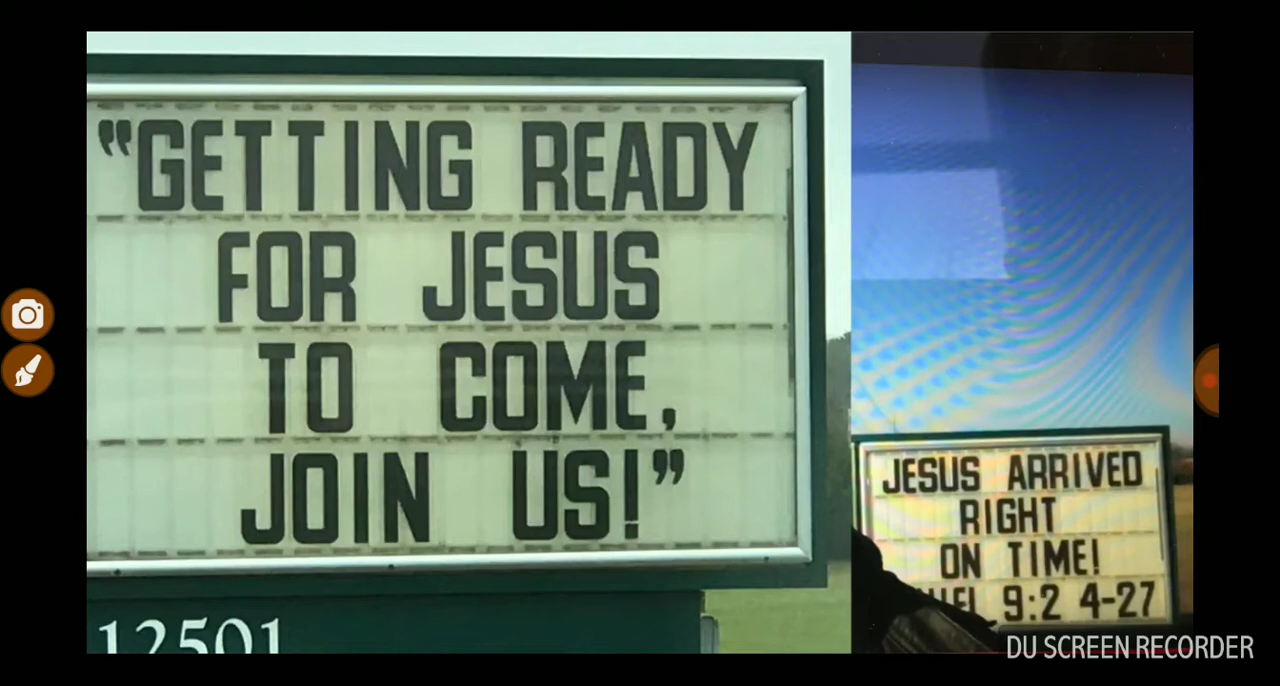 "GETTING READY
FOR JESUS
TO COME,
JOIN US!"
12501
JESUS ARRIVED
RIGHT
ON TIME!
9:2 4-27
DU SCREEN RECORDER